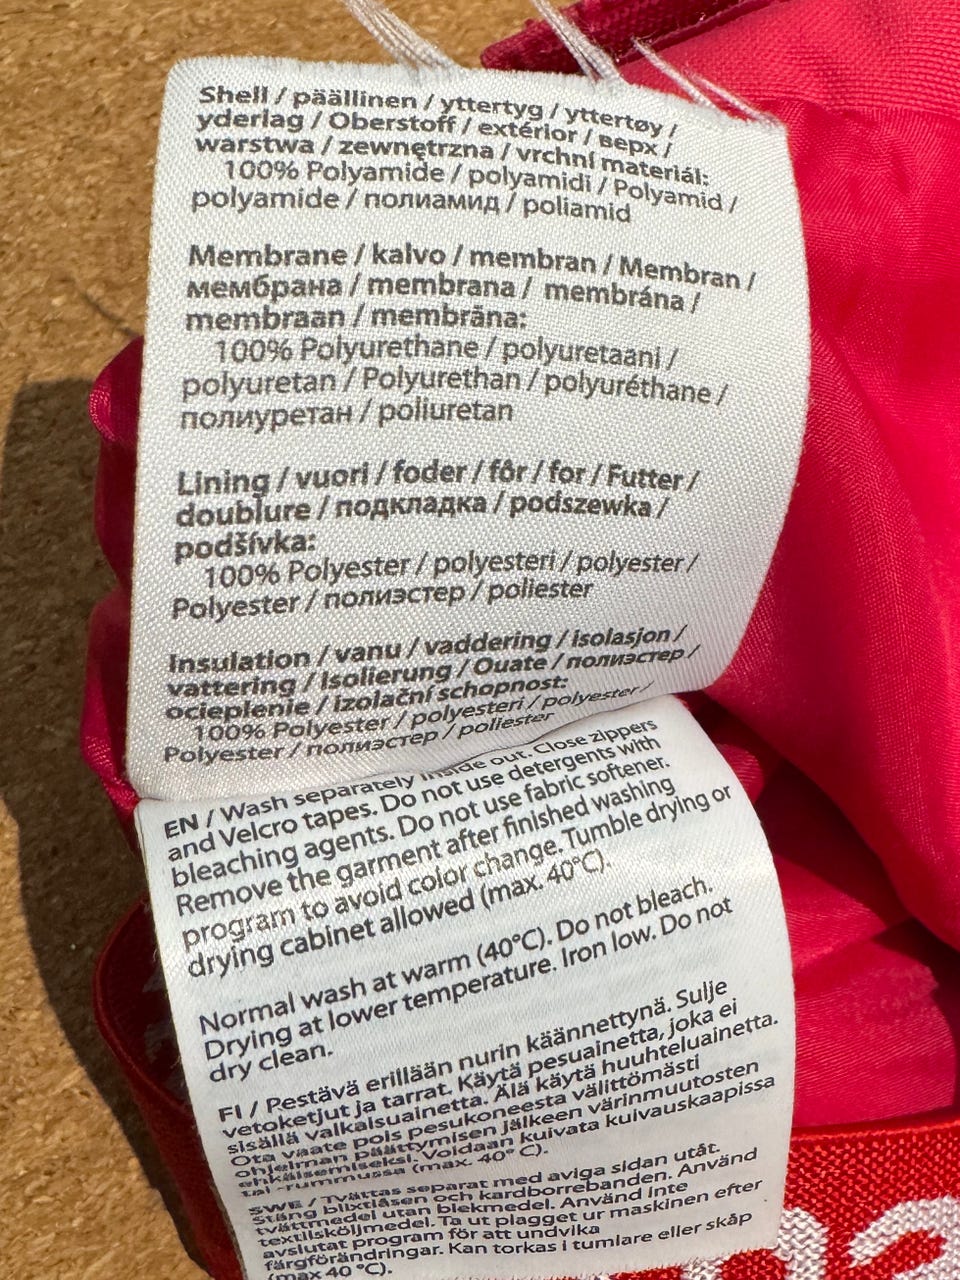 Shell / päällinen / yttertyg / yttertøy /
yderlag / Oberstoff / extérior / верх /
warstwa / zewnętrzna / vrchní materiál:
100% Polyamide / polyamidi / Polyamid /
polyamide / полиамид / poliamid
Membrane / kalvo / membran / Membran /
мембрана / membrana / membrána /
membraan / membrāna:
100% Polyurethane / polyuretaani /
polyuretan / Polyurethan / polyuréthane /
полиуретан / poliuretan
Lining / vuori / foder / fôr / for / Futter /
doublure / подкладка / podszewka /
podšívka:
100% Polyester / polyesteri / polyester /
Polyester / полиэстер / poliester
Insulation / vanu / vaddering / isolasjon /
vattering / Isolierung / Ouate / полиэстер /
ocieplenie / izolační schopnost:
100% Polyester / polyesteri / polyester /
Polyester / полиэстер / poliester
EN / Wash separately inside out. Close zippers
and Velcro tapes. Do not use detergents with
bleaching agents. Do not use fabric softener.
Remove the garment after finished washing
program to avoid color change. Tumble drying or
drying cabinet allowed (max. 40°C).
Normal wash at warm (40°C). Do not bleach.
Drying at lower temperature. Iron low. Do not
dry clean.
FI / Pestävä erillään nurin käännettynä. Sulje
vetoketjut ja tarrat. Käytä pesuainetta, joka ei
sisällä valkaisuainetta. Älä käytä huuhteluainetta.
Ota vaate pois pesukoneesta välittömästi
ohjelman päättymisen jälkeen värinmuutosten
ehkäisemiseksi. Voidaan kuivata kuivauskaapissa
tai -rummussa (max. 40° C).
SWE / Tvättas separat med aviga sidan utåt.
Stäng blixtlåsen och kardborrebanden. Använd
tvättmedel utan blekmedel. Använd inte
textilsköljmedel. Ta ut plagget ur maskinen efter
avslutat program för att undvika
färgförändringar. Kan torkas i tumlare eller skåp
(max 40 °C).